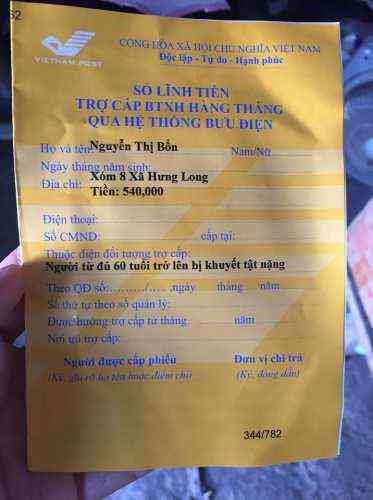 52
VIETNAM POST
CỘNG HÒA XÃ HỘI CHỦ NGHĨA VIỆT NAM
Độc lập - Tự do - Hạnh phúc
SỔ LĨNH TIỀN
TRỢ CẤP BTXH HÀNG THÁNG
QUA HỆ THỐNG BƯU ĐIỆN
Họ và tên: Nguyễn Thị Bốn Nam/Nữ
Ngày tháng năm sinh:
Địa chỉ: Xóm 8 Xã Hưng Long
Tiền: 540,000
Điện thoại:
Số CMND: cấp tại:
Thuộc diện đối tượng trợ cấp:
Người từ đủ 60 tuổi trở lên bị khuyết tật nặng
Theo QĐ số:........./....., ngày tháng năm
Số thứ tự theo sổ quản lý:
Được hưởng trợ cấp từ tháng năm
Nơi trả trợ cấp:
Người được cấp phiếu Đơn vị chi trả
(Ký, ghi rõ họ tên hoặc điểm chỉ) (Ký, đóng dấu)
344/782